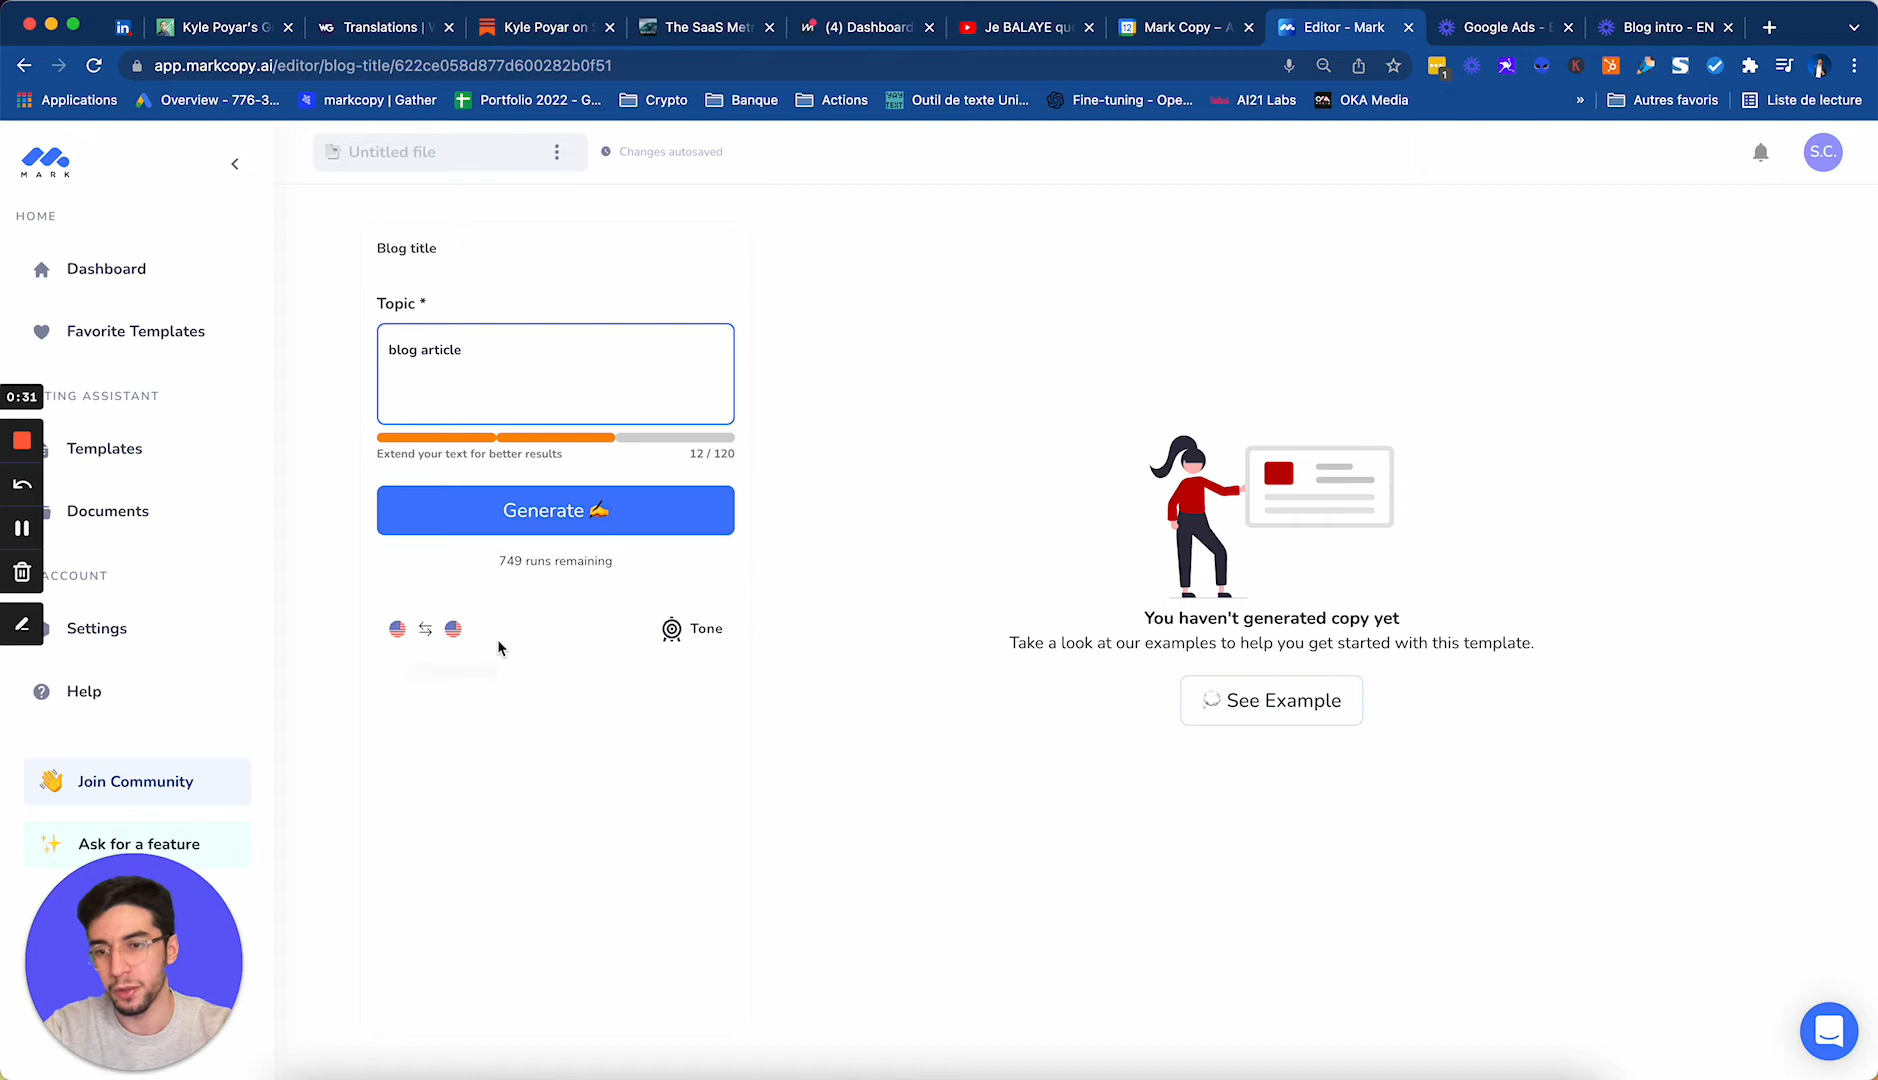 Kyle Poyar's G
Translations |
Kyle Poyar on S
The SaaS Metr
(4) Dashboard
Je BALAYE que
Mark Copy – A
Editor - Mark
Google Ads - E
Blog intro - EN
app.markcopy.ai/editor/blog-title/622ce058d877d600282b0f51
Applications
Overview - 776-3...
markcopy | Gather
Portfolio 2022 - G...
Crypto
Banque
Actions
Outil de texte Uni...
Fine-tuning - Ope...
AI21 Labs
OKA Media
»
Autres favoris
Liste de lecture
MARK
Untitled file
Changes autosaved
S.C.
HOME
Dashboard
Favorite Templates
0:31
TING ASSISTANT
Templates
Documents
ACCOUNT
Settings
Help
👋 Join Community
✨ Ask for a feature
Blog title
Topic *
blog article
Extend your text for better results
12 / 120
Generate ✍️
749 runs remaining
Tone
You haven't generated copy yet
Take a look at our examples to help you get started with this template.
See Example